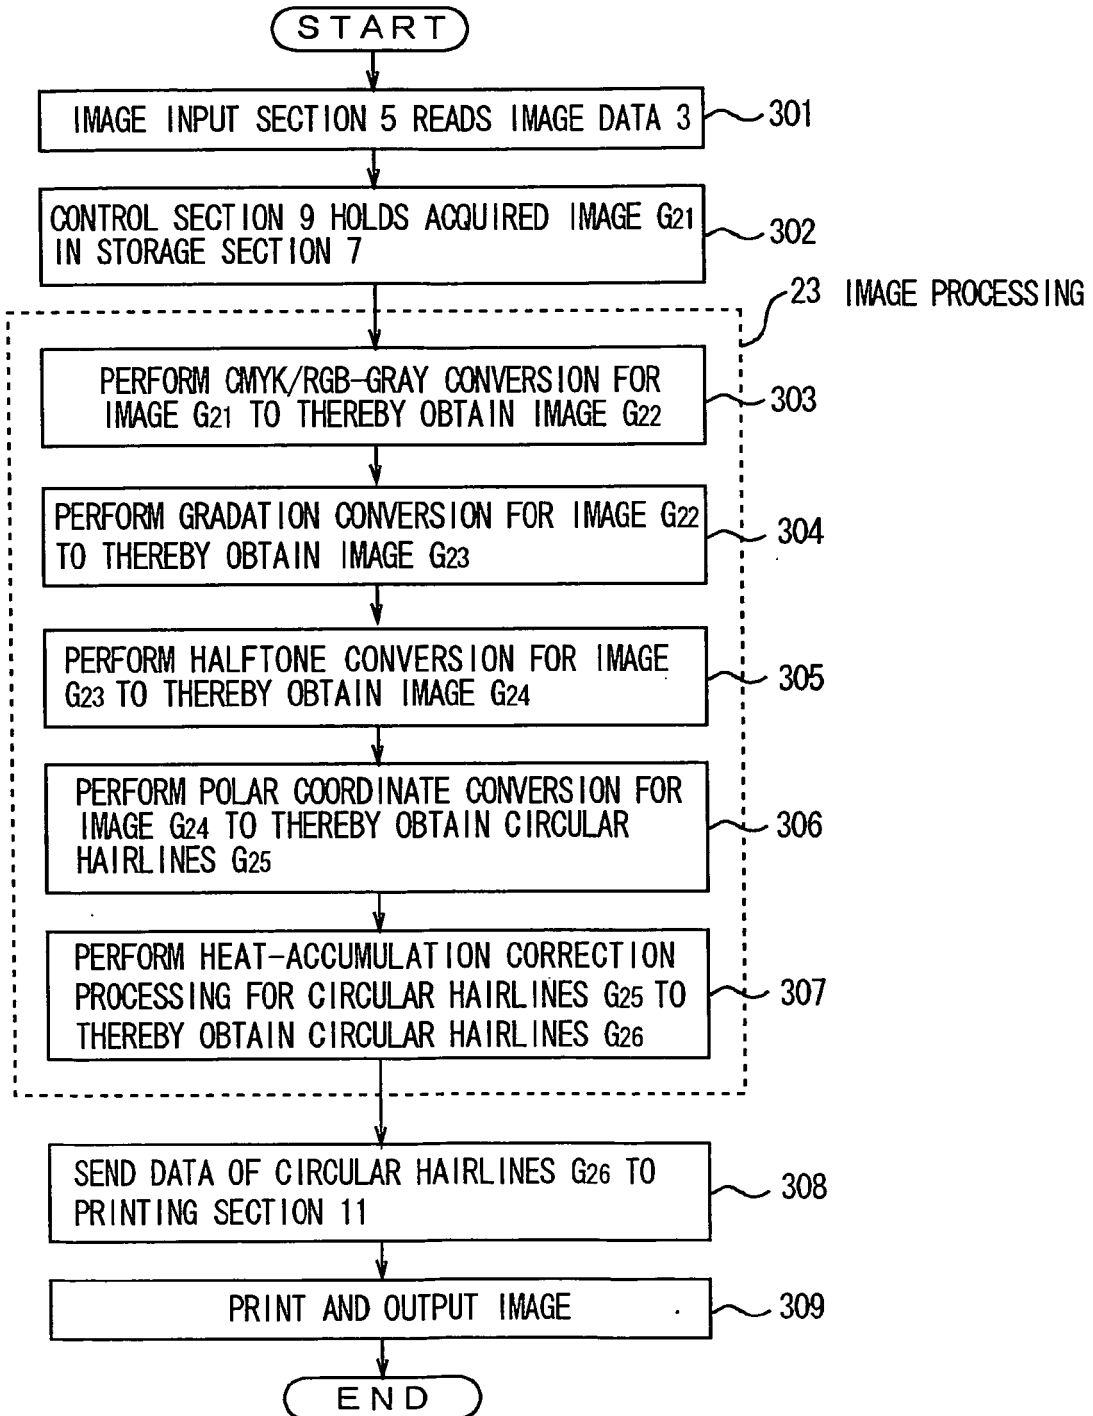 START
IMAGE INPUT SECTION 5 READS IMAGE DATA 3
301
CONTROL SECTION 9 HOLDS ACQUIRED IMAGE G21
IN STORAGE SECTION 7
302
23 IMAGE PROCESSING
PERFORM CMYK/RGB-GRAY CONVERSION FOR
IMAGE G21 TO THEREBY OBTAIN IMAGE G22
303
PERFORM GRADATION CONVERSION FOR IMAGE G22
TO THEREBY OBTAIN IMAGE G23
304
PERFORM HALFTONE CONVERSION FOR IMAGE
G23 TO THEREBY OBTAIN IMAGE G24
305
PERFORM POLAR COORDINATE CONVERSION FOR
IMAGE G24 TO THEREBY OBTAIN CIRCULAR
HAIRLINES G25
306
PERFORM HEAT-ACCUMULATION CORRECTION
PROCESSING FOR CIRCULAR HAIRLINES G25 TO
THEREBY OBTAIN CIRCULAR HAIRLINES G26
307
SEND DATA OF CIRCULAR HAIRLINES G26 TO
PRINTING SECTION 11
308
PRINT AND OUTPUT IMAGE
309
END